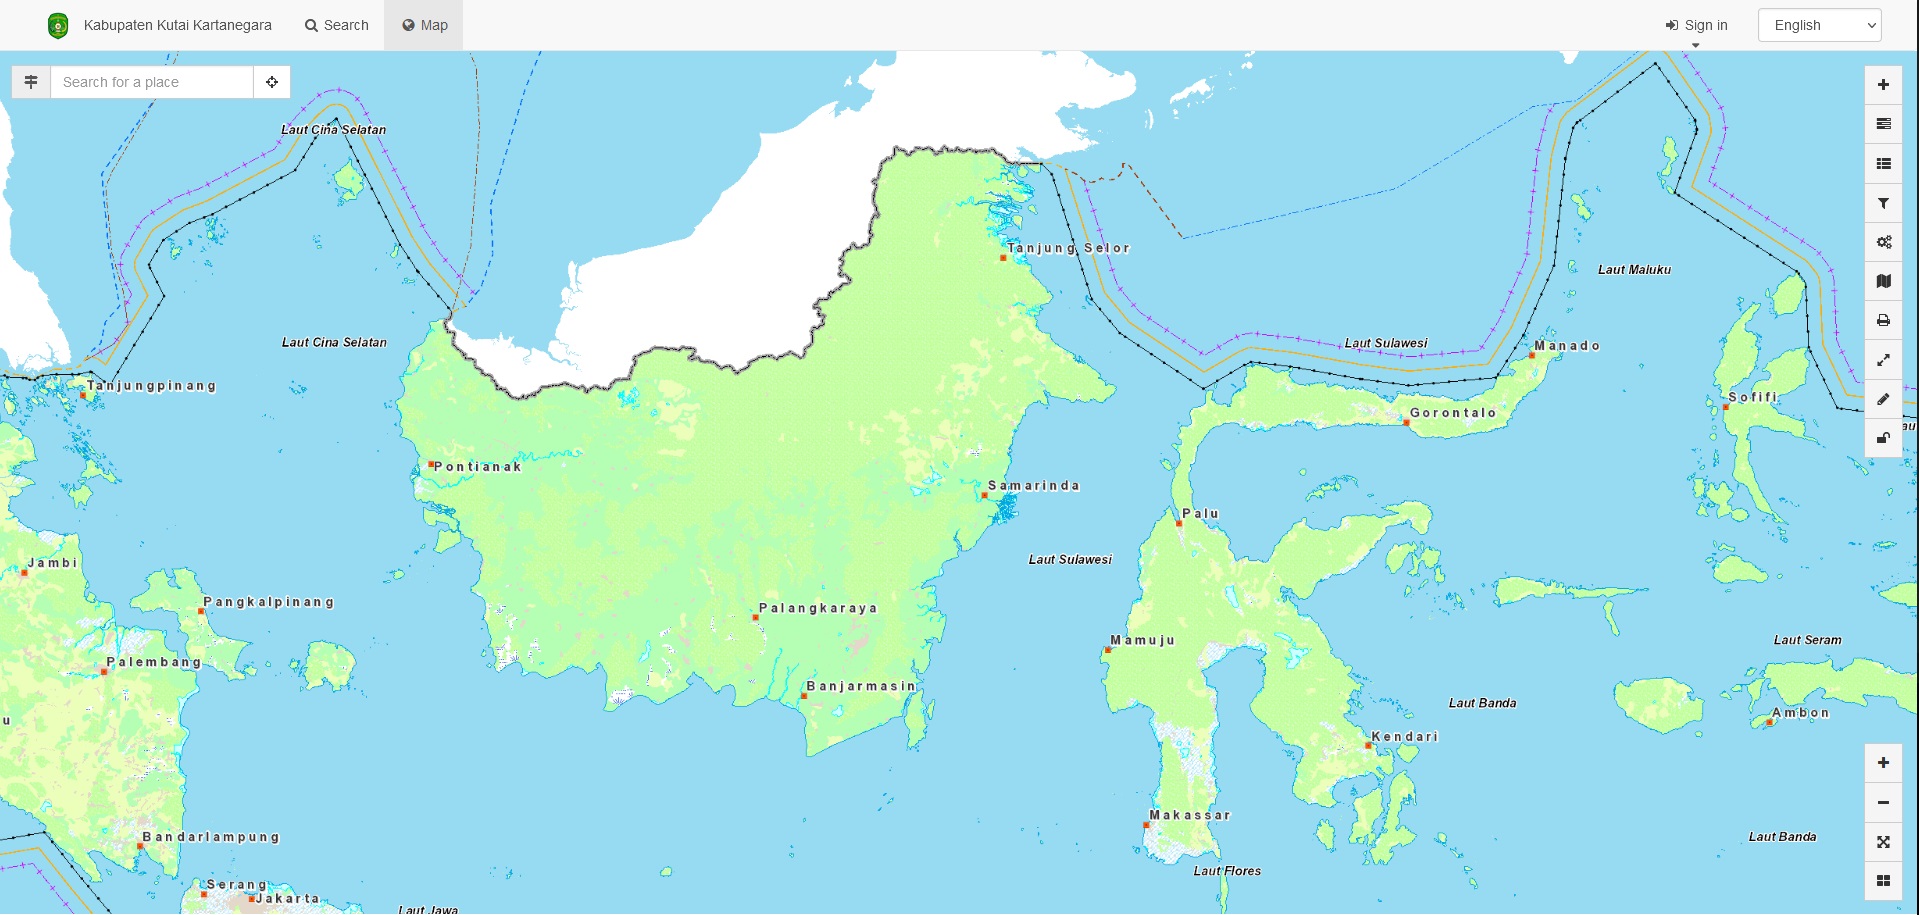 Kabupaten Kutai Kartanegara
Search
Map
Sign in
English
Search for a place
Laut Cina Selatan
Tanjung Selor
Laut Maluku
Laut Cina Selatan
Laut Sulawesi
Manado
Tanjungpinang
Sofifi
Gorontalo
au
Pontianak
Samarinda
Palu
Laut Sulawesi
Jambi
Pangkalpinang
Palangkaraya
Mamuju
Laut Seram
Palembang
Banjarmasin
Laut Banda
Ambon
u
Kendari
Makassar
Bandarlampung
Laut Banda
Laut Flores
Serang
Jakarta
Laut Jawa